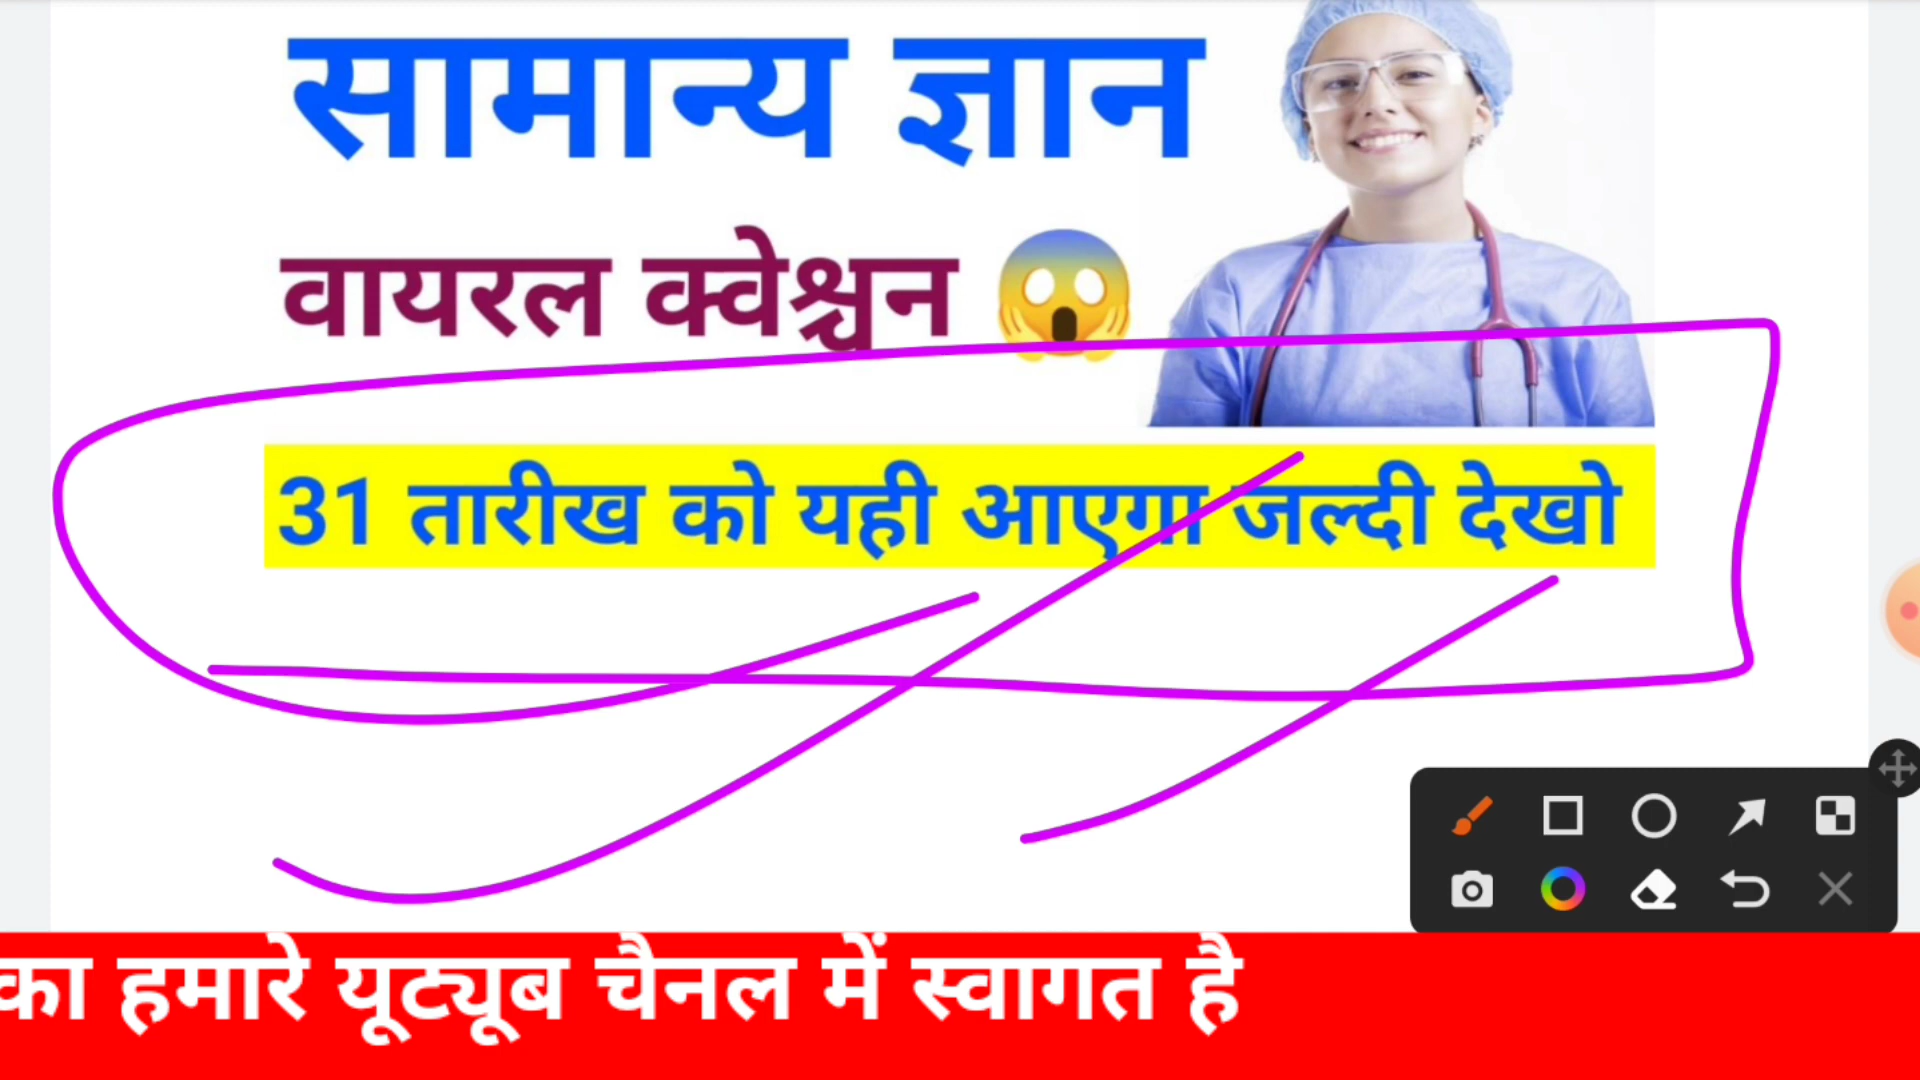 सामान्य ज्ञान
वायरल क्वेश्चन 😱
31 तारीख को यही आएगा जल्दी देखो
का हमारे यूट्यूब चैनल में स्वागत है